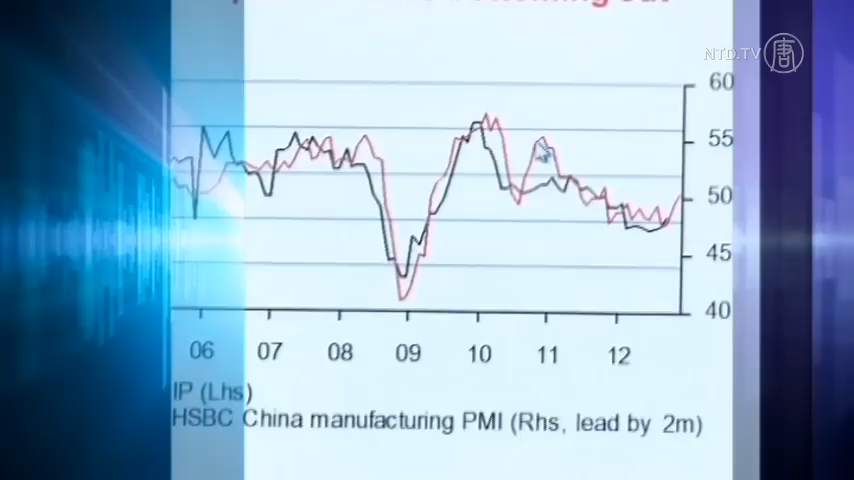 NTD.TV 唐
60
55
50
45
40
06 07 08 09 10 11 12
IP (Lhs)
HSBC China manufacturing PMI (Rhs, lead by 2m)